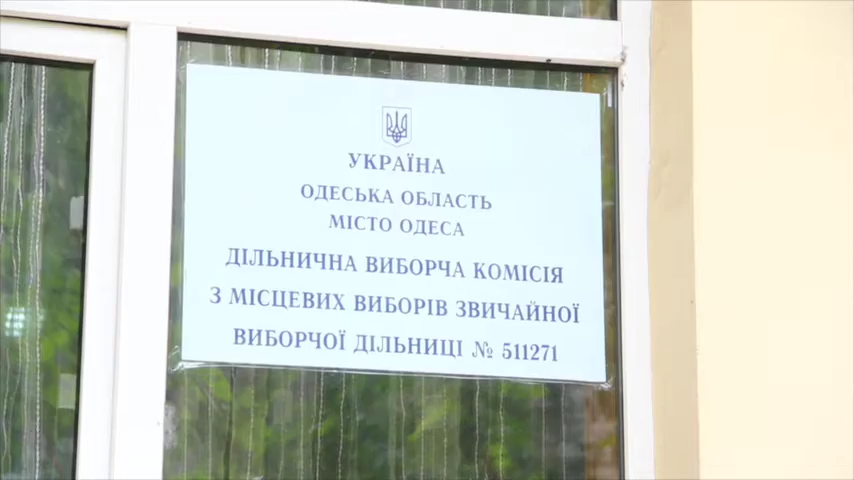 УКРАЇНА
ОДЕСЬКА ОБЛАСТЬ
МІСТО ОДЕСА
ДІЛЬНИЧНА ВИБОРЧА КОМІСІЯ
З МІСЦЕВИХ ВИБОРІВ ЗВИЧАЙНОЇ
ВИБОРЧОЇ ДІЛЬНИЦІ № 511271